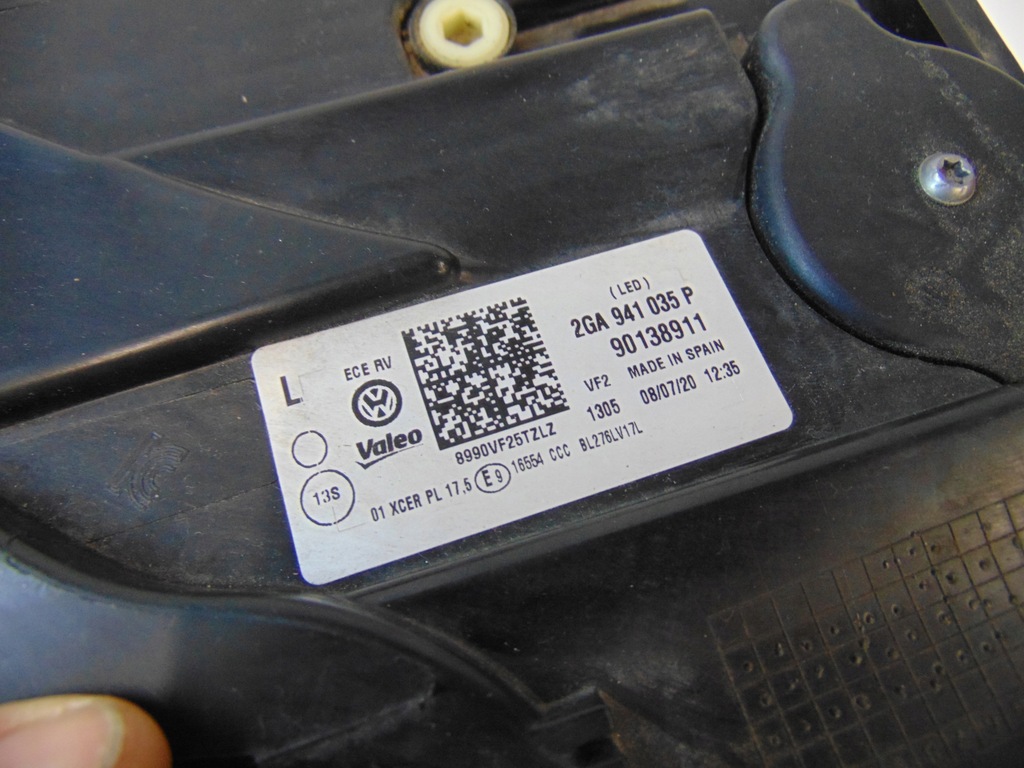 (LED)
2GA 941 035 P
90138911
MADE IN SPAIN
VF2
1305 08/07/20 12:35
L
ECE RV
VW
Valeo
8990VF25TZLZ
13S
01 XCER PL 17,5 E9 16554 CCC BL276LV17L